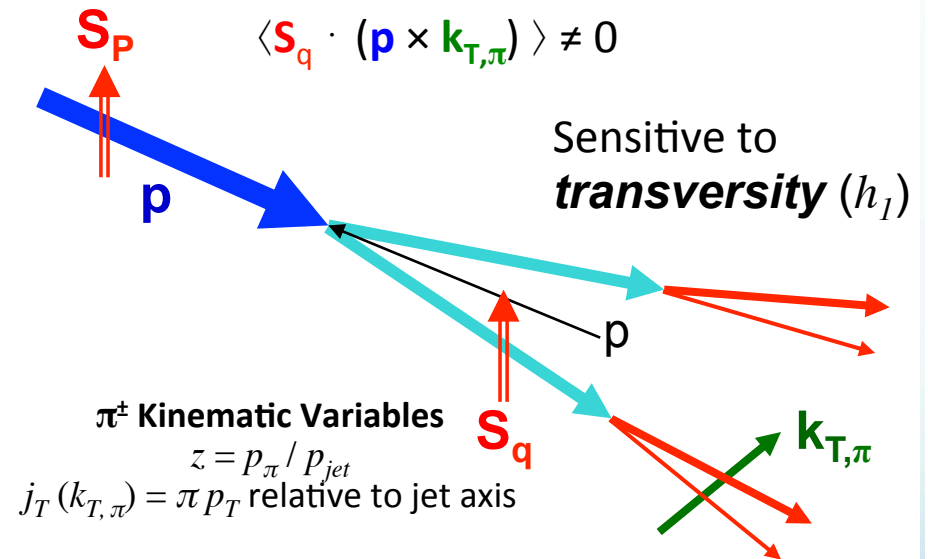 S_P
⟨S_q · (p × k_T,π) ⟩ ≠ 0
Sensitive to
transversity (h_1)
p
p
S_q
k_T,π
π± Kinematic Variables
z = p_π / p_jet
j_T (k_T, π) = π p_T relative to jet axis